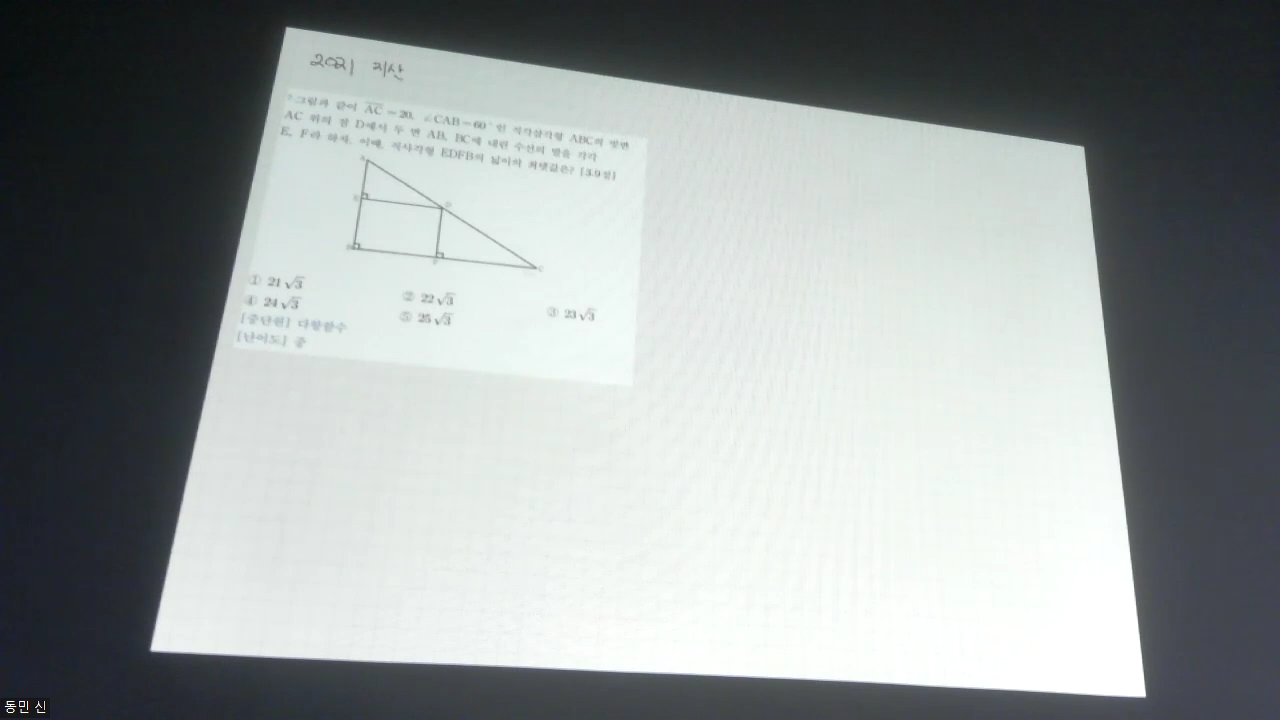 2021 지산
7.그림과 같이 AC=20, ∠CAB=60°인 직각삼각형 ABC의 빗변
AC 위의 점 D에서 두 변 AB, BC에 내린 수선의 발을 각각
E, F라 하자. 이때, 직사각형 EDFB의 넓이의 최댓값은? [3.9점]
A
E D
B
F
C
① 21√3 ② 22√3 ③ 23√3
④ 24√3 ⑤ 25√3
[중단원] 다항함수
[난이도] 중
동민 신